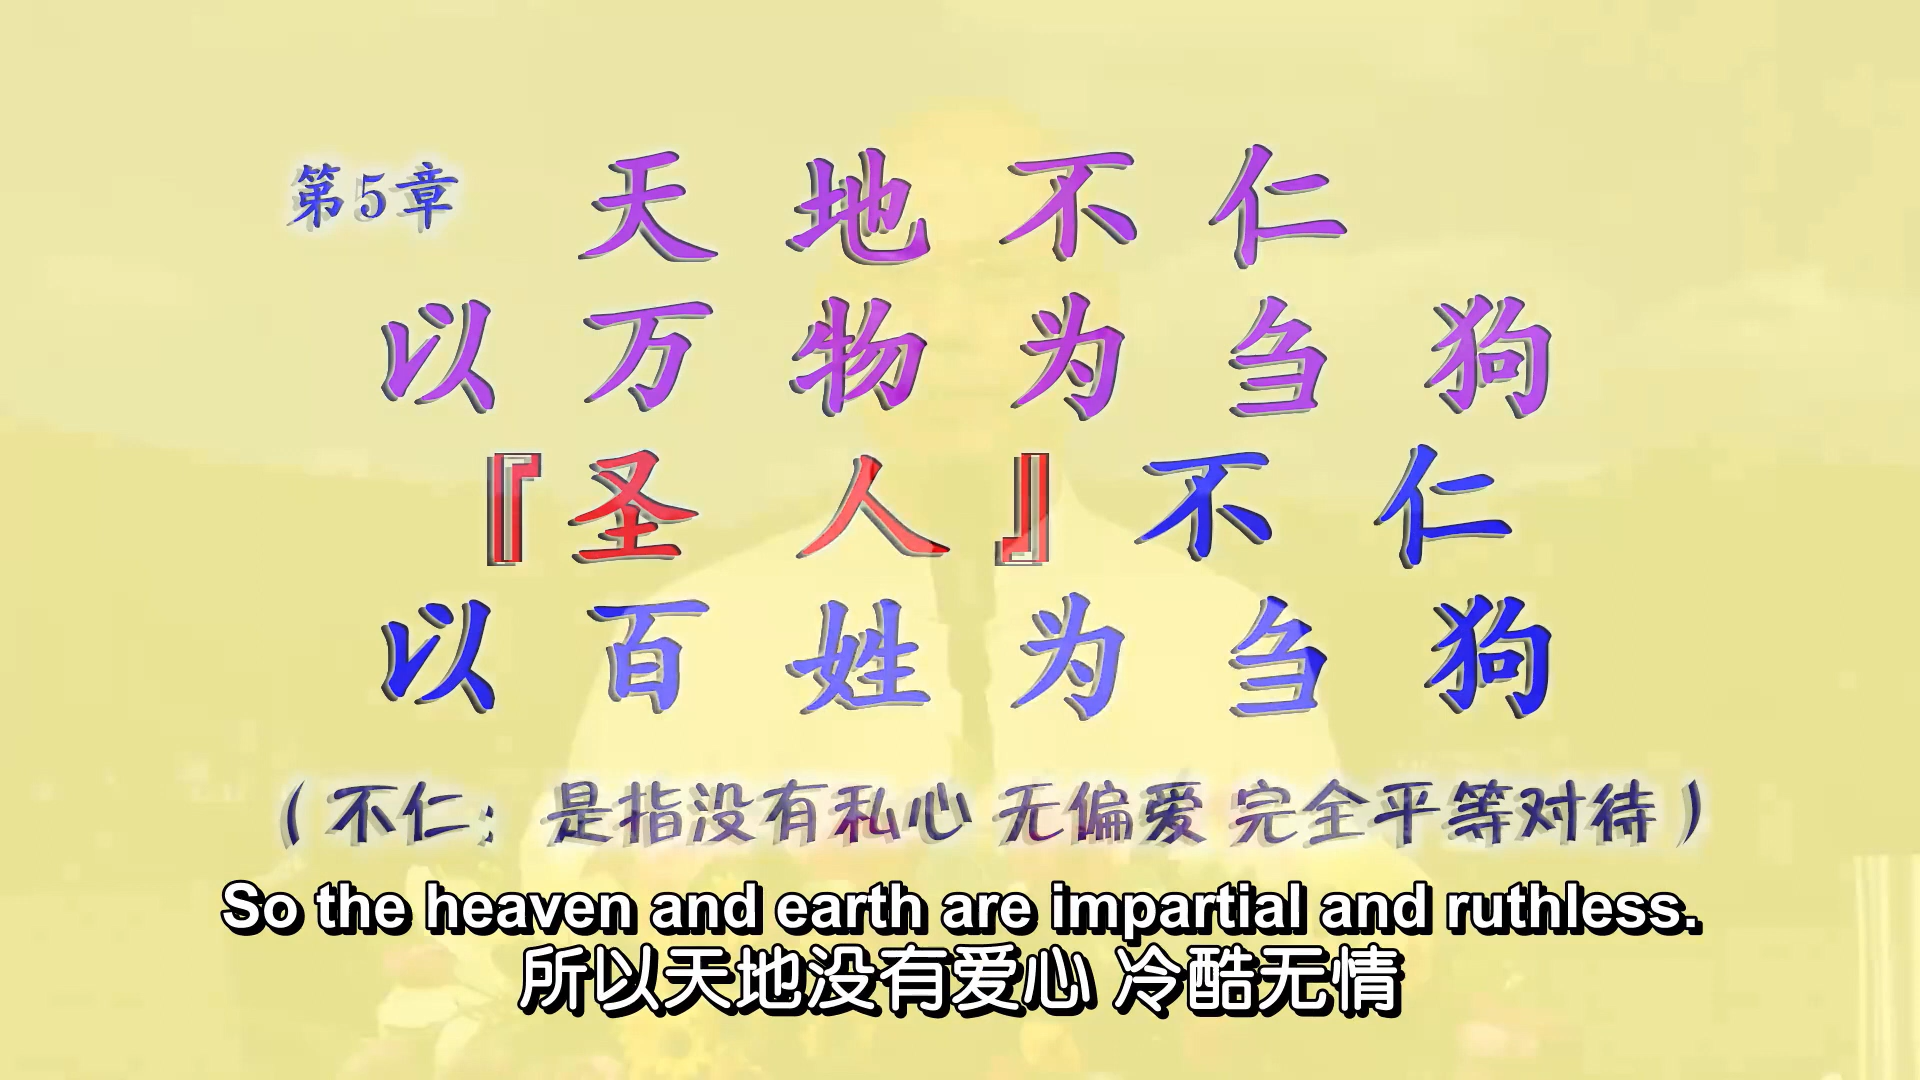 第5章 天地不仁
以万物为刍狗
『圣人』不仁
以百姓为刍狗
（不仁：是指没有私心 无偏爱 完全平等对待）
So the heaven and earth are impartial and ruthless.
所以天地没有爱心 冷酷无情